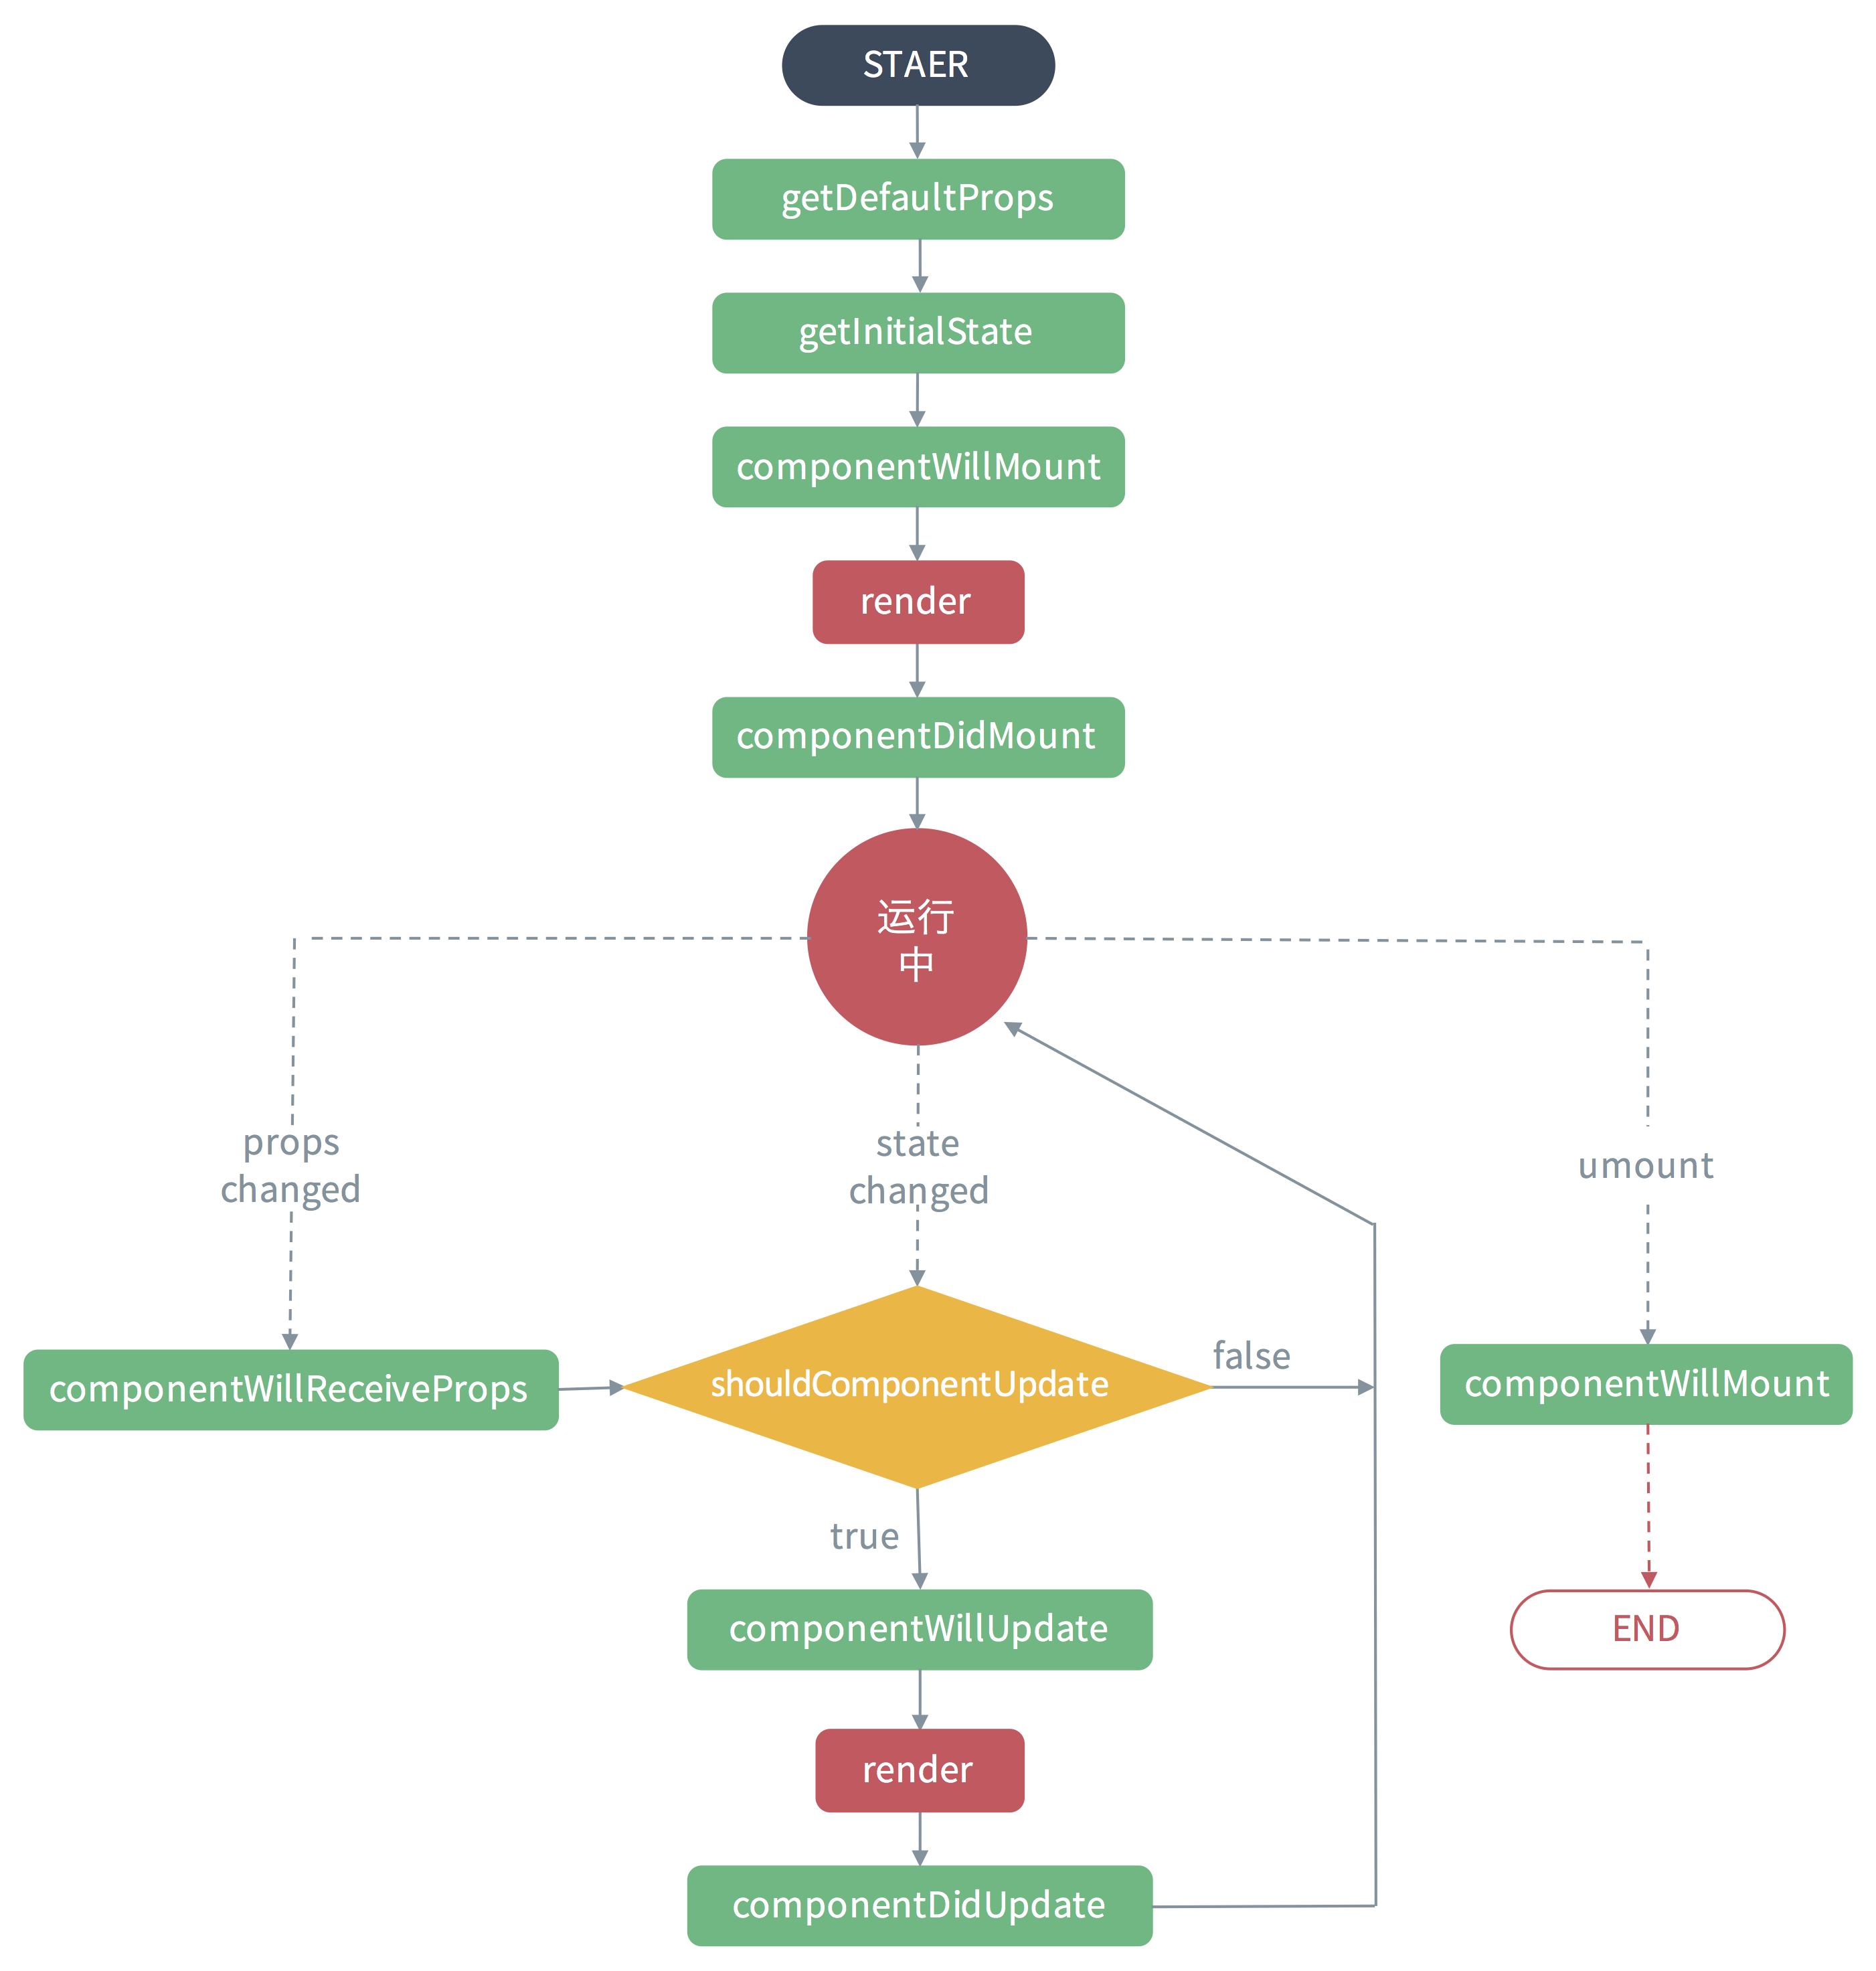 STAER
getDefaultProps
getInitialState
componentWillMount
render
componentDidMount
运行
中
props
changed
state
changed
umount
componentWillReceiveProps
shouldComponentUpdate
false
componentWillMount
true
componentWillUpdate
END
render
componentDidUpdate